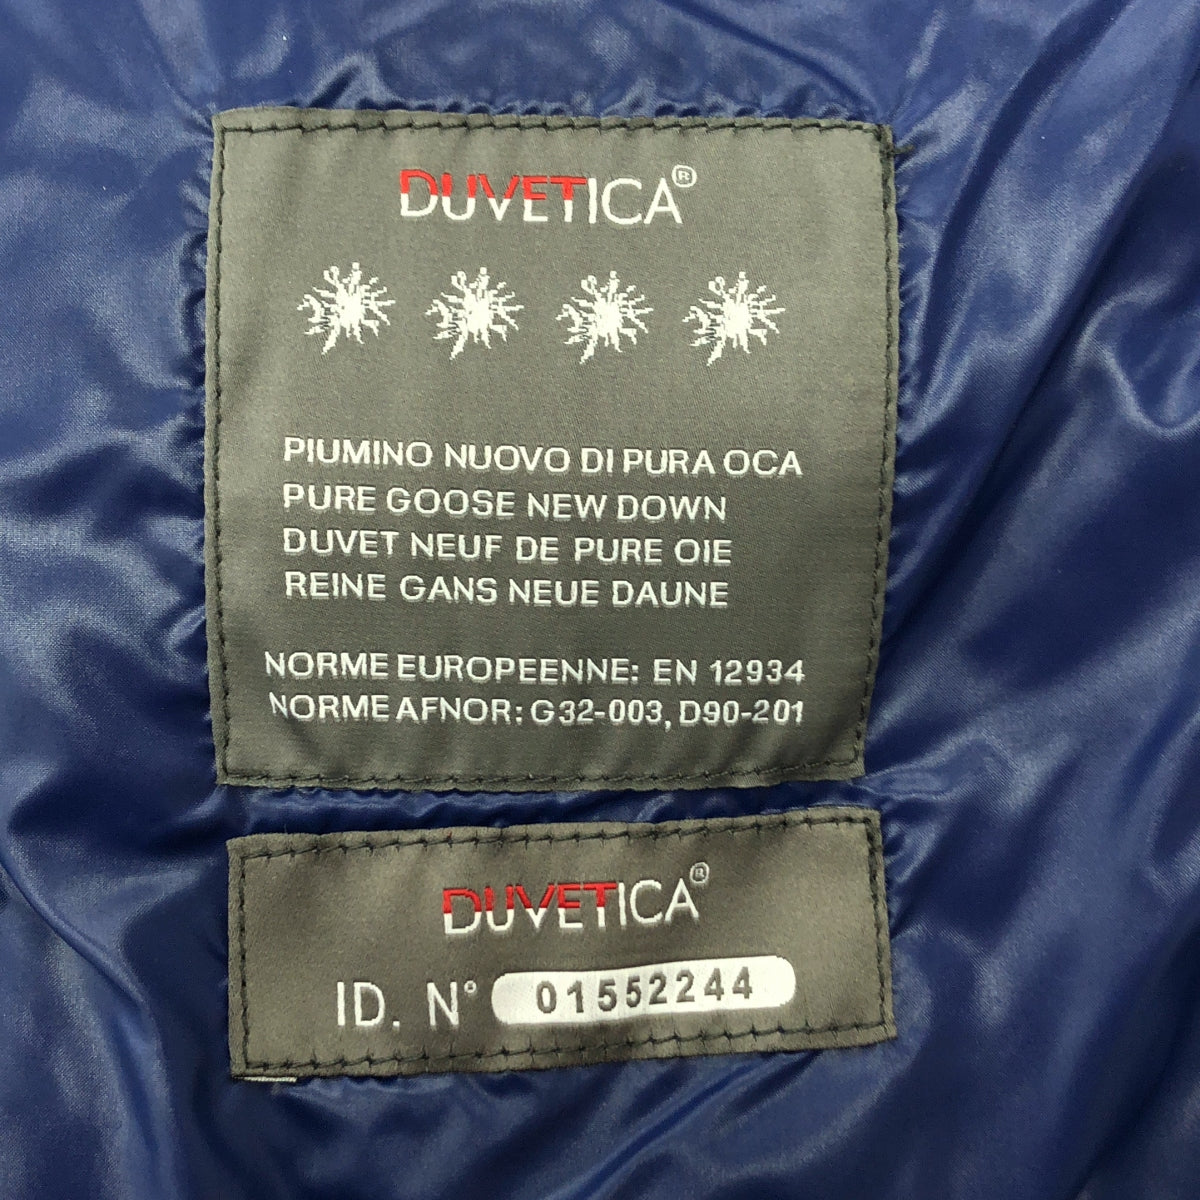 DUVETICA®
PIUMINO NUOVO DI PURA OCA
PURE GOOSE NEW DOWN
DUVET NEUF DE PURE OIE
REINE GANS NEUE DAUNE
NORME EUROPEENNE: EN 12934
NORME AFNOR: G32-003, D90-201
DUVETICA®
ID. N° 01552244